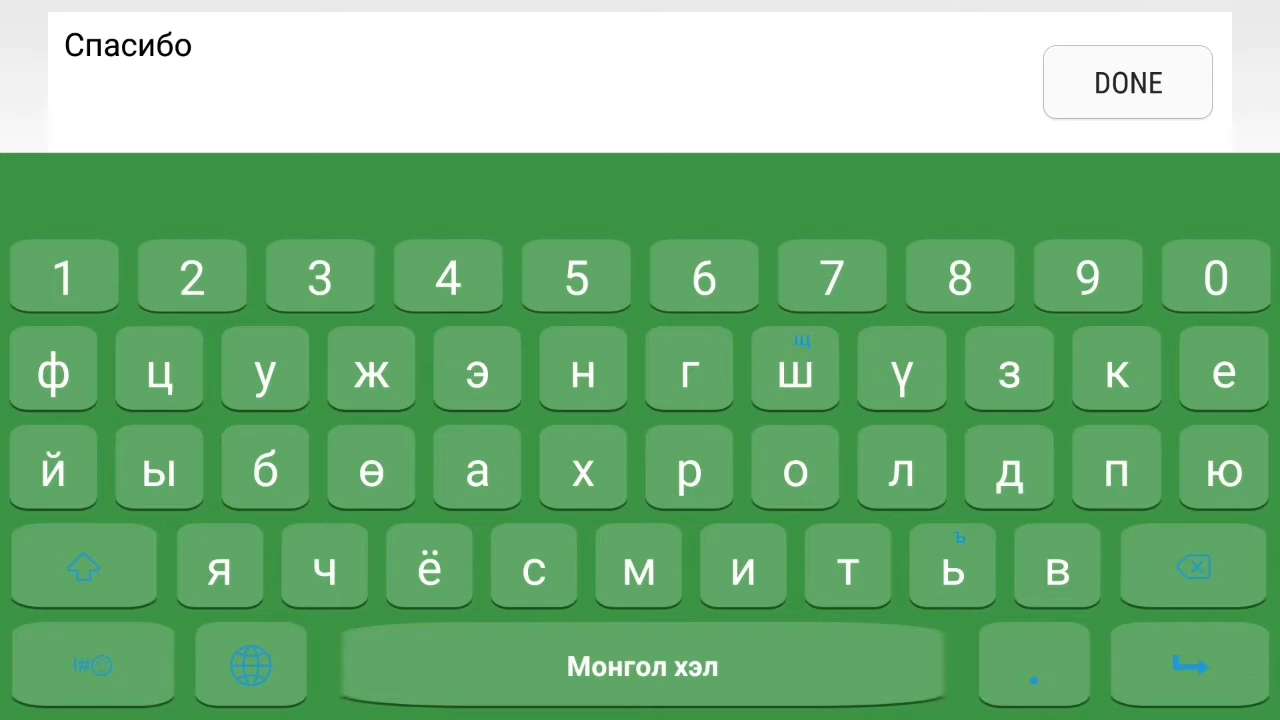 Спасибо
DONE
1 2 3 4 5 6 7 8 9 0
ф ц у ж э н г ш щ ү з к е
й ы б ө а х р о л д п ю
я ч ё с м и т ь ъ в
!#☺ Монгол хэл .